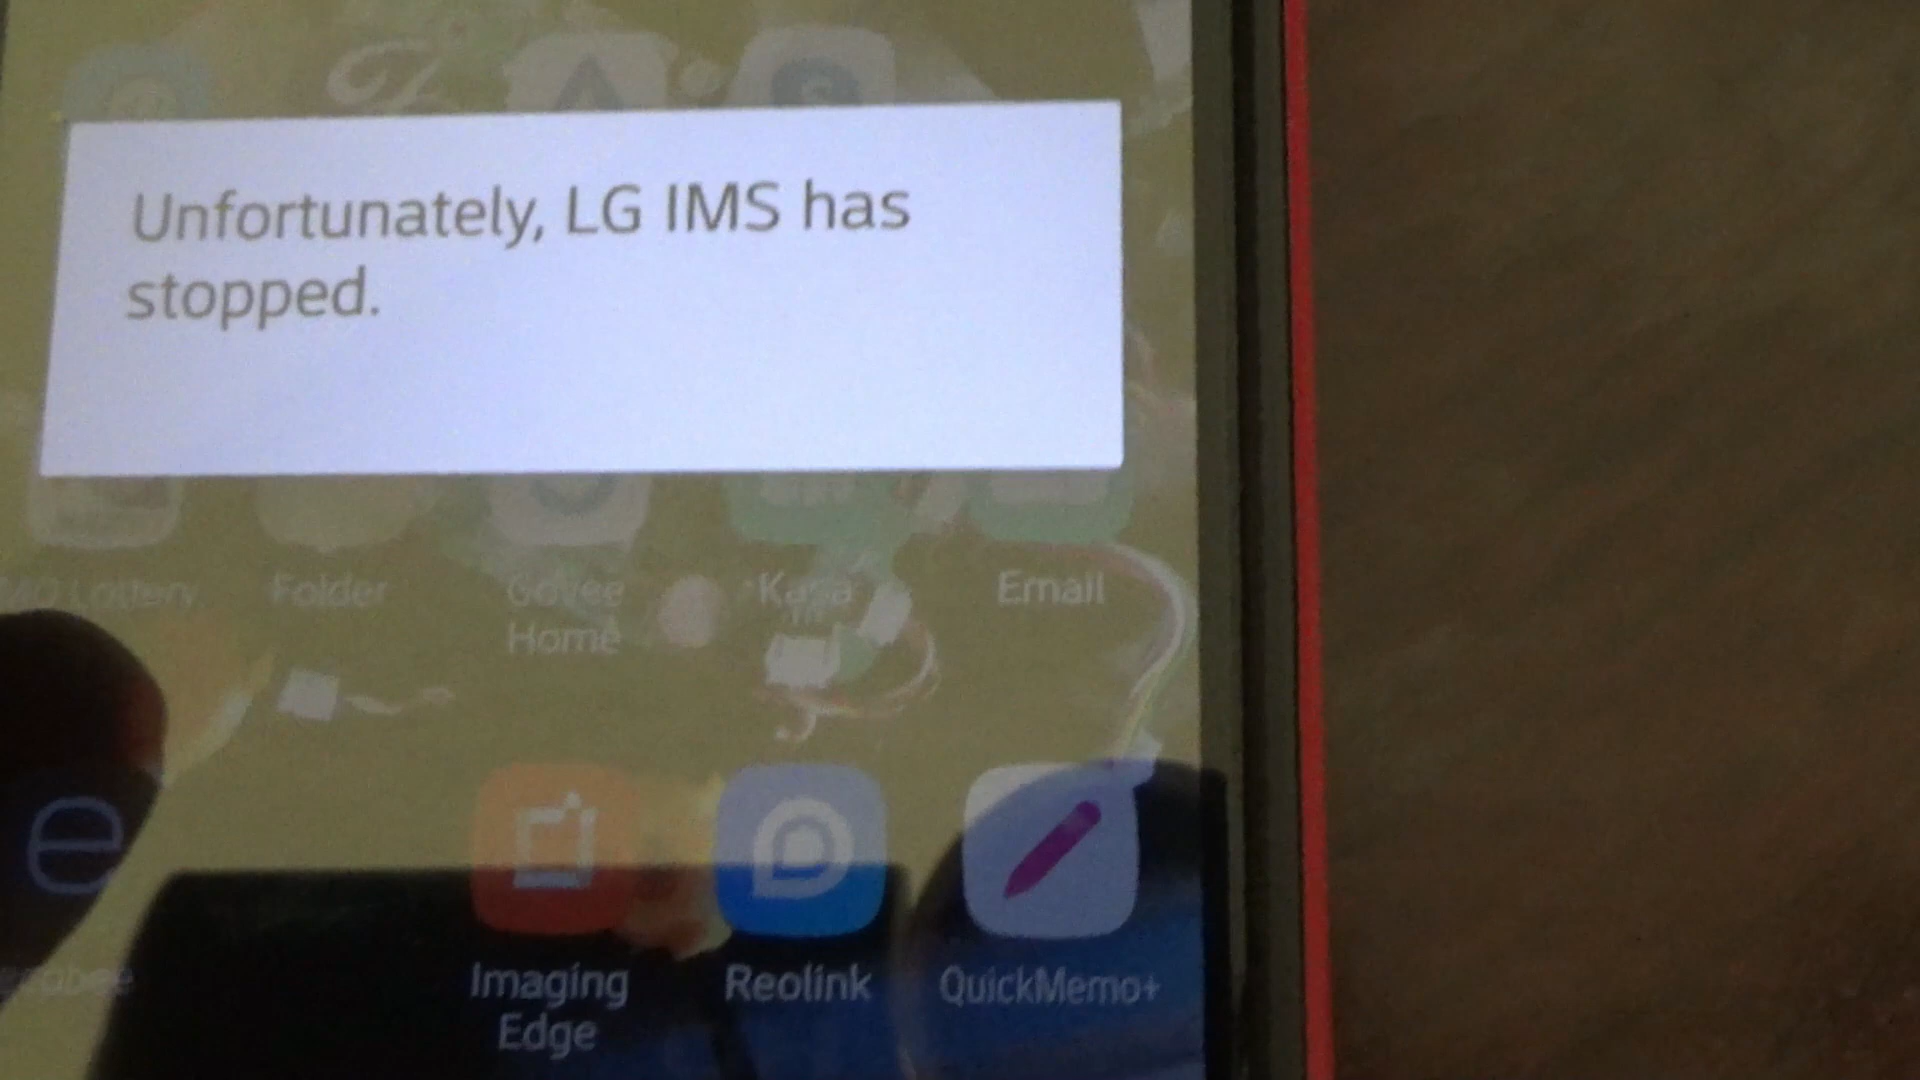 Unfortunately, LG IMS has
stopped.
Lottery Folder Govee Kasa Email
Home
e
Imaging Reolink QuickMemo+
Edge